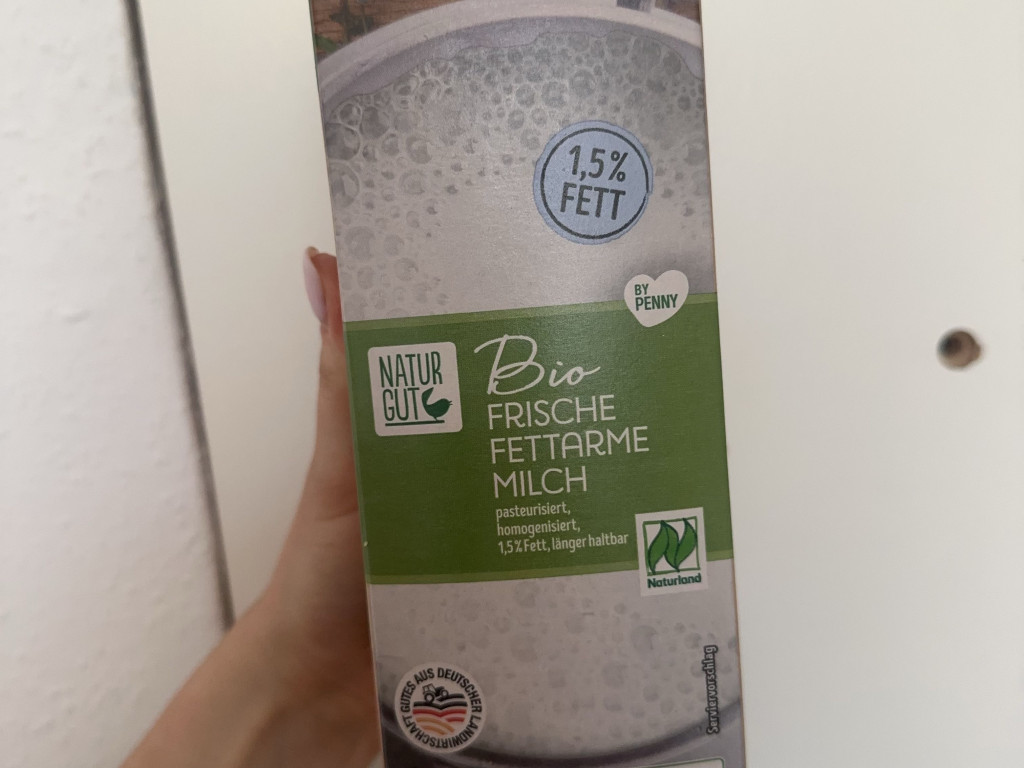 1,5%
FETT
BY
PENNY
NATUR
GUT
Bio
FRISCHE
FETTARME
MILCH
pasteurisiert,
homogenisiert,
1,5% Fett, länger haltbar
Naturland
GUTES AUS DEUTSCHER LANDWIRTSCHAFT
Serviervorschlag